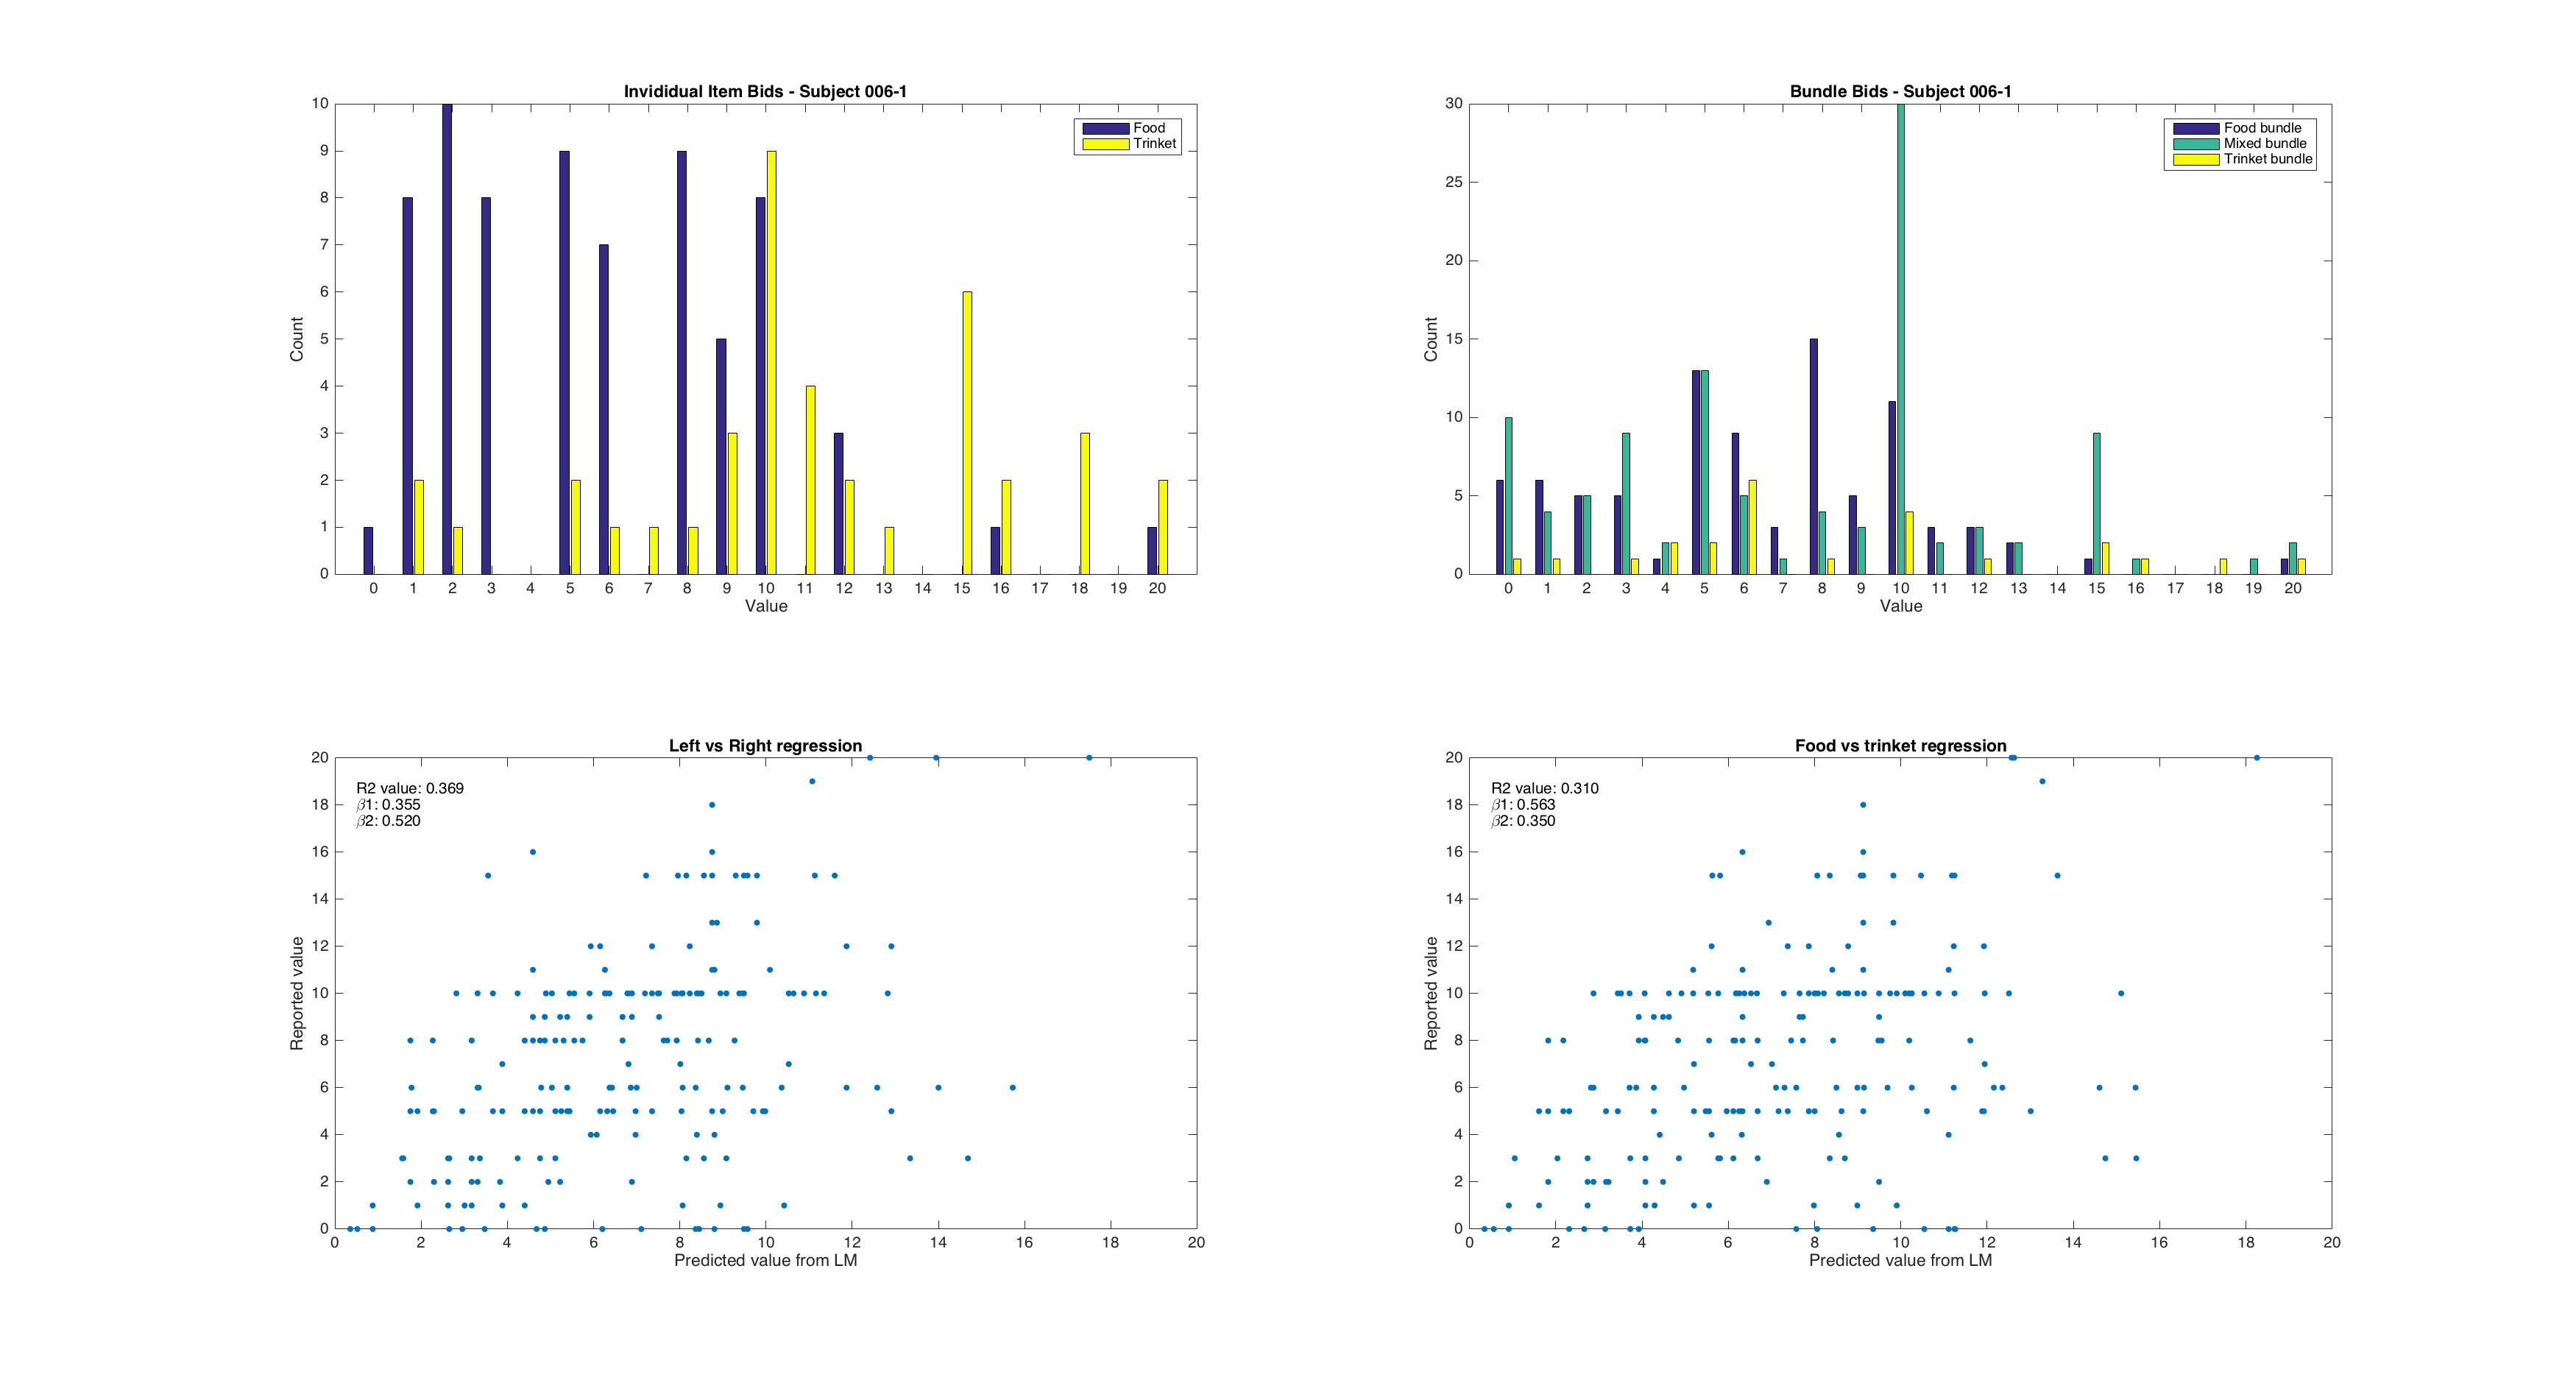 Invididual Item Bids - Subject 006-1
Count
10
9
8
7
6
5
4
3
2
1
0
Food
Trinket
0 1 2 3 4 5 6 7 8 9 10 11 12 13 14 15 16 17 18 19 20
Value
Bundle Bids - Subject 006-1
Count
30
25
20
15
10
5
0
Food bundle
Mixed bundle
Trinket bundle
0 1 2 3 4 5 6 7 8 9 10 11 12 13 14 15 16 17 18 19 20
Value
Left vs Right regression
Reported value
20
18
16
14
12
10
8
6
4
2
0
R2 value: 0.369
β1: 0.355
β2: 0.520
0 2 4 6 8 10 12 14 16 18 20
Predicted value from LM
Food vs trinket regression
Reported value
20
18
16
14
12
10
8
6
4
2
0
R2 value: 0.310
β1: 0.563
β2: 0.350
0 2 4 6 8 10 12 14 16 18 20
Predicted value from LM